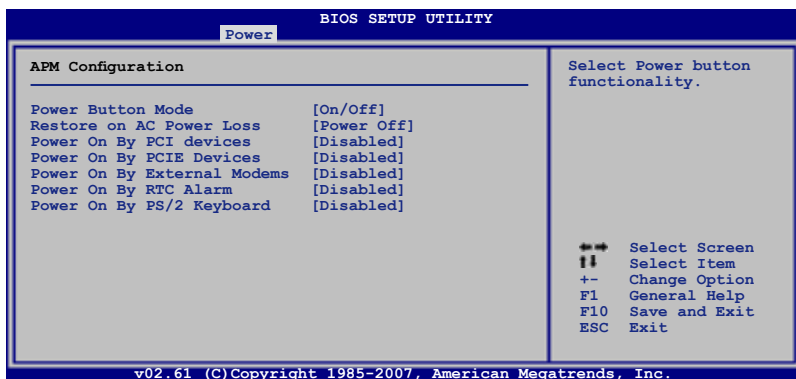 BIOS SETUP UTILITY
Power
APM Configuration
Power Button Mode [On/Off]
Restore on AC Power Loss [Power Off]
Power On By PCI devices [Disabled]
Power On By PCIE Devices [Disabled]
Power On By External Modems [Disabled]
Power On By RTC Alarm [Disabled]
Power On By PS/2 Keyboard [Disabled]
Select Power button
functionality.
Select Screen
Select Item
+- Change Option
F1 General Help
F10 Save and Exit
ESC Exit
v02.61 (C)Copyright 1985-2007, American Megatrends, Inc.